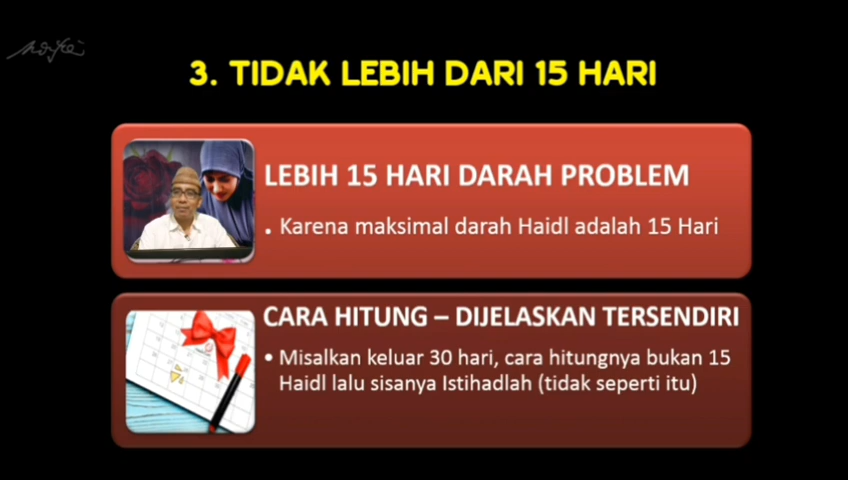 3. TIDAK LEBIH DARI 15 HARI
LEBIH 15 HARI DARAH PROBLEM
. Karena maksimal darah Haidl adalah 15 Hari
CARA HITUNG – DIJELASKAN TERSENDIRI
• Misalkan keluar 30 hari, cara hitungnya bukan 15
Haidl lalu sisanya Istihadlah (tidak seperti itu)